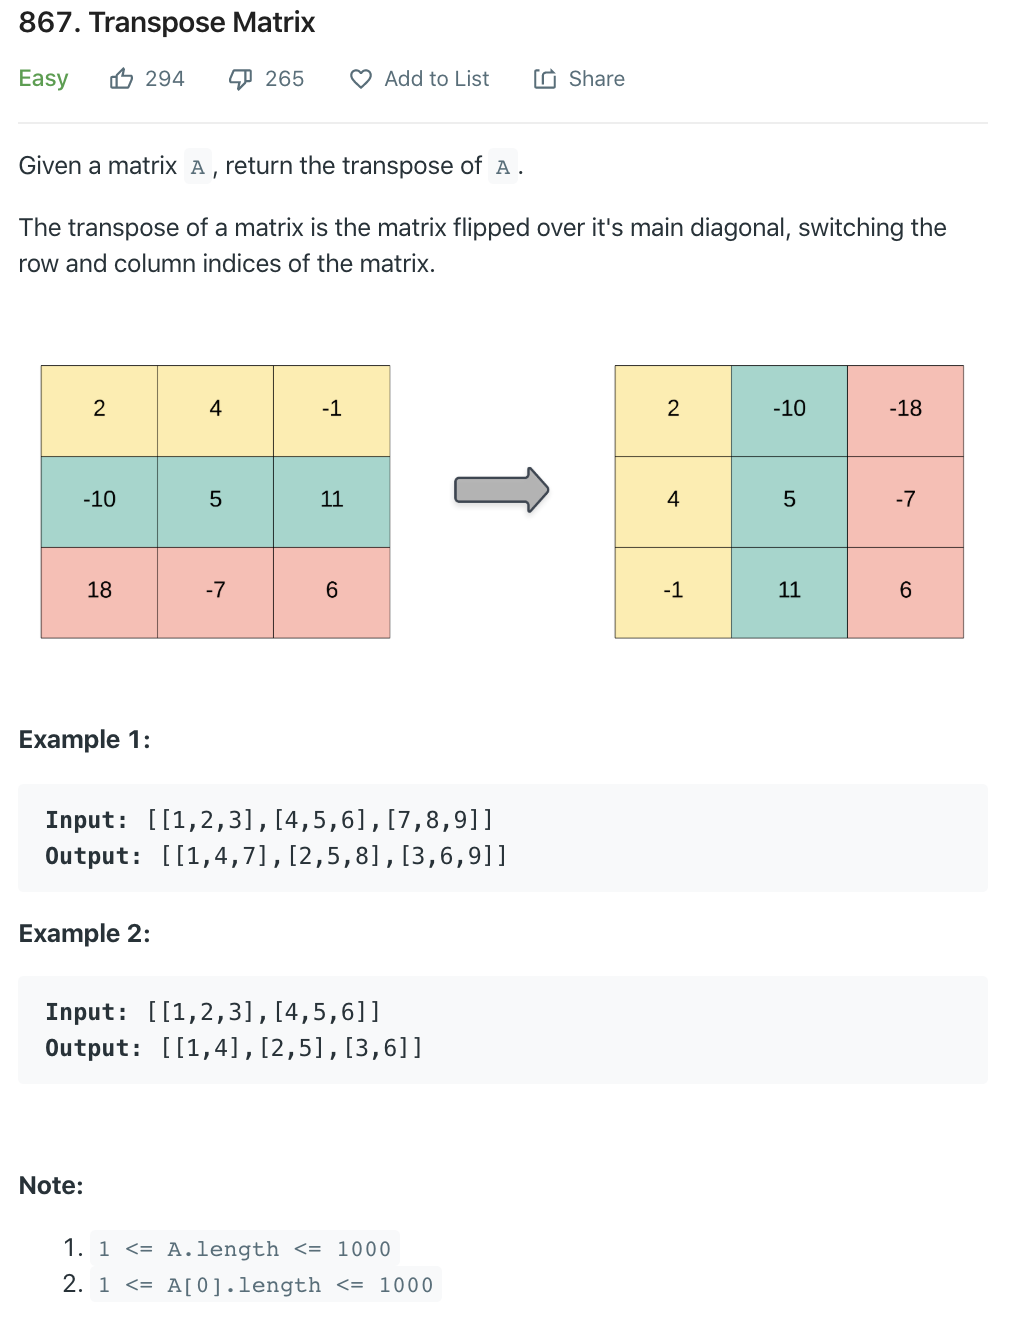 867. Transpose Matrix
Easy 294 265 Add to List Share
Given a matrix A , return the transpose of A .
The transpose of a matrix is the matrix flipped over it's main diagonal, switching the
row and column indices of the matrix.
2 4 -1 2 -10 -18
-10 5 11 4 5 -7
18 -7 6 -1 11 6
Example 1:
Input: [[1,2,3],[4,5,6],[7,8,9]]
Output: [[1,4,7],[2,5,8],[3,6,9]]
Example 2:
Input: [[1,2,3],[4,5,6]]
Output: [[1,4],[2,5],[3,6]]
Note:
1. 1 <= A.length <= 1000
2. 1 <= A[0].length <= 1000